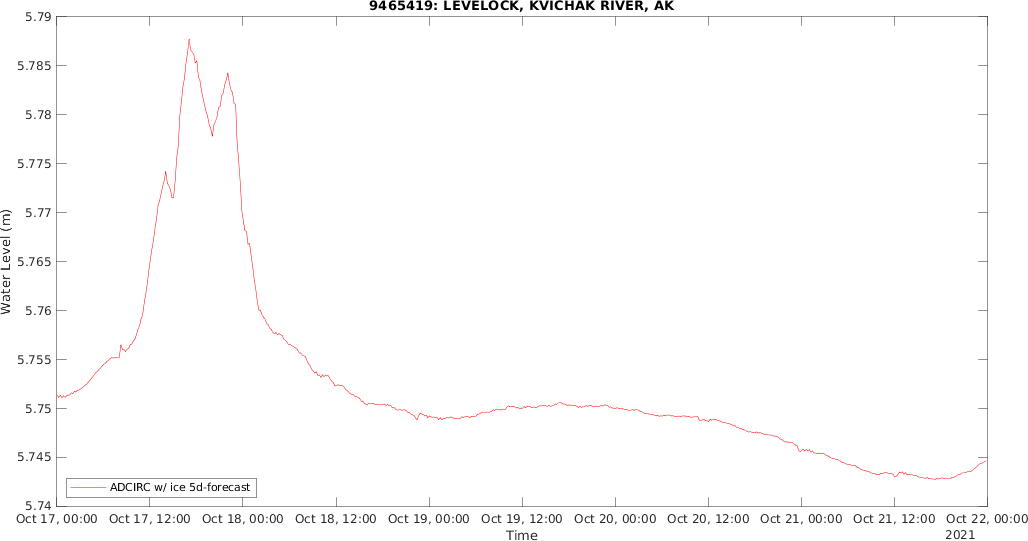 9465419: LEVELOCK, KVICHAK RIVER, AK
5.79
5.785
5.78
5.775
5.77
5.765
5.76
5.755
5.75
5.745
5.74
Water Level (m)
ADCIRC w/ ice 5d-forecast
Oct 17, 00:00 Oct 17, 12:00 Oct 18, 00:00 Oct 18, 12:00 Oct 19, 00:00 Oct 19, 12:00 Oct 20, 00:00 Oct 20, 12:00 Oct 21, 00:00 Oct 21, 12:00 Oct 22, 00:00
2021
Time